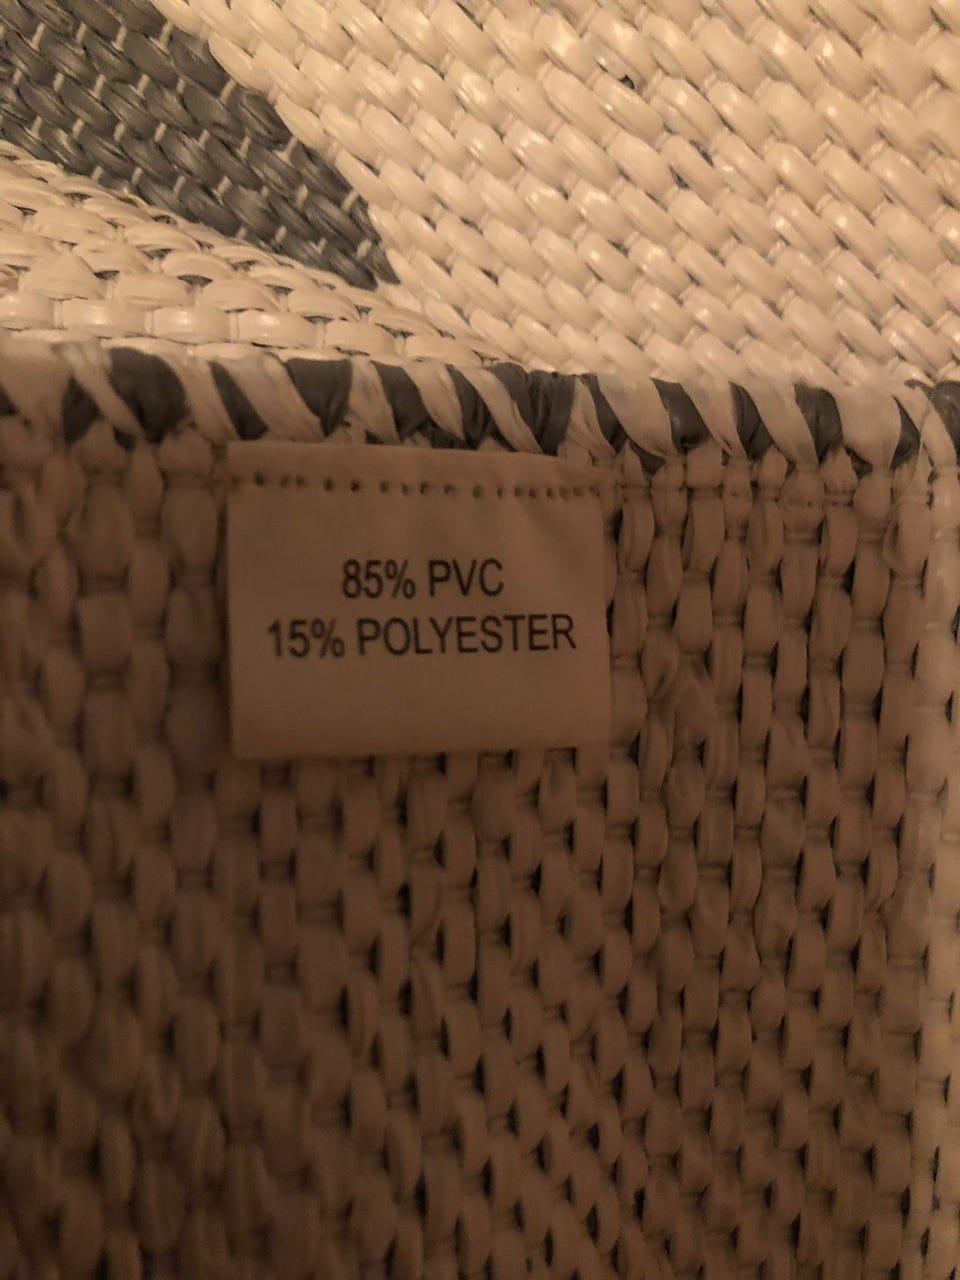 85% PVC
15% POLYESTER